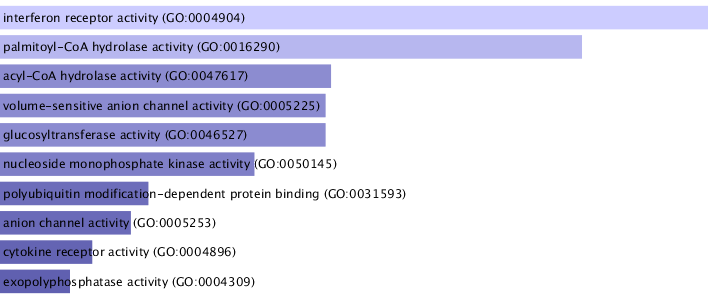 interferon receptor activity (GO:0004904)
palmitoyl-CoA hydrolase activity (GO:0016290)
acyl-CoA hydrolase activity (GO:0047617)
volume-sensitive anion channel activity (GO:0005225)
glucosyltransferase activity (GO:0046527)
nucleoside monophosphate kinase activity (GO:0050145)
polyubiquitin modification-dependent protein binding (GO:0031593)
anion channel activity (GO:0005253)
cytokine receptor activity (GO:0004896)
exopolyphosphatase activity (GO:0004309)